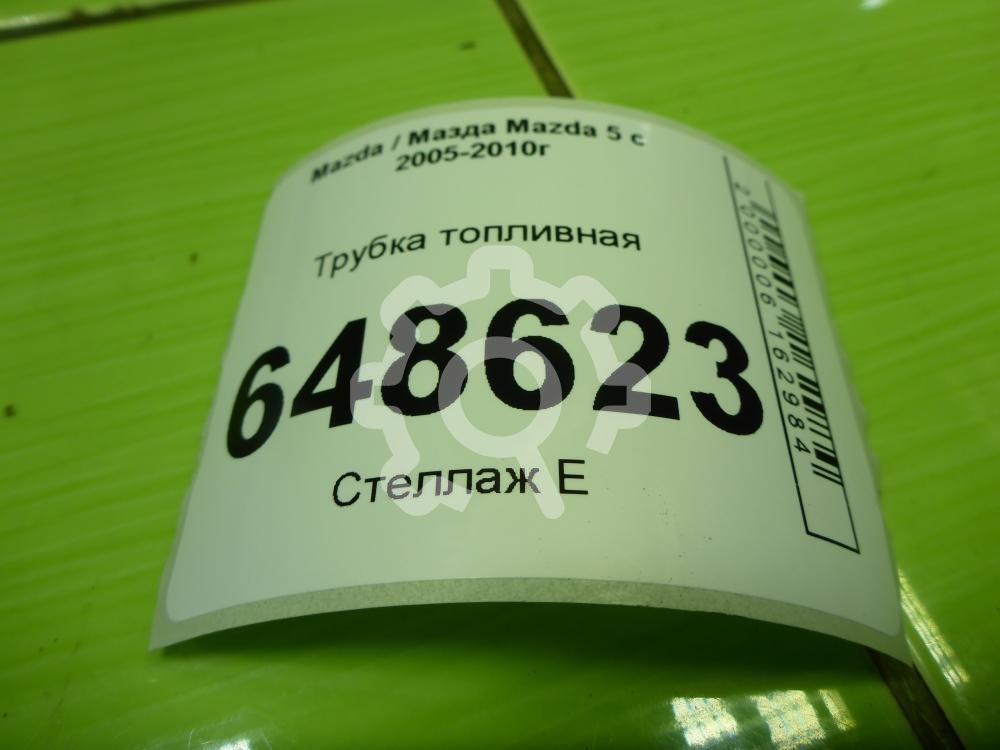 Mazda / Мазда Mazda 5 с
2005-2010г
Трубка топливная
648623
Стеллаж Е
2000006162984